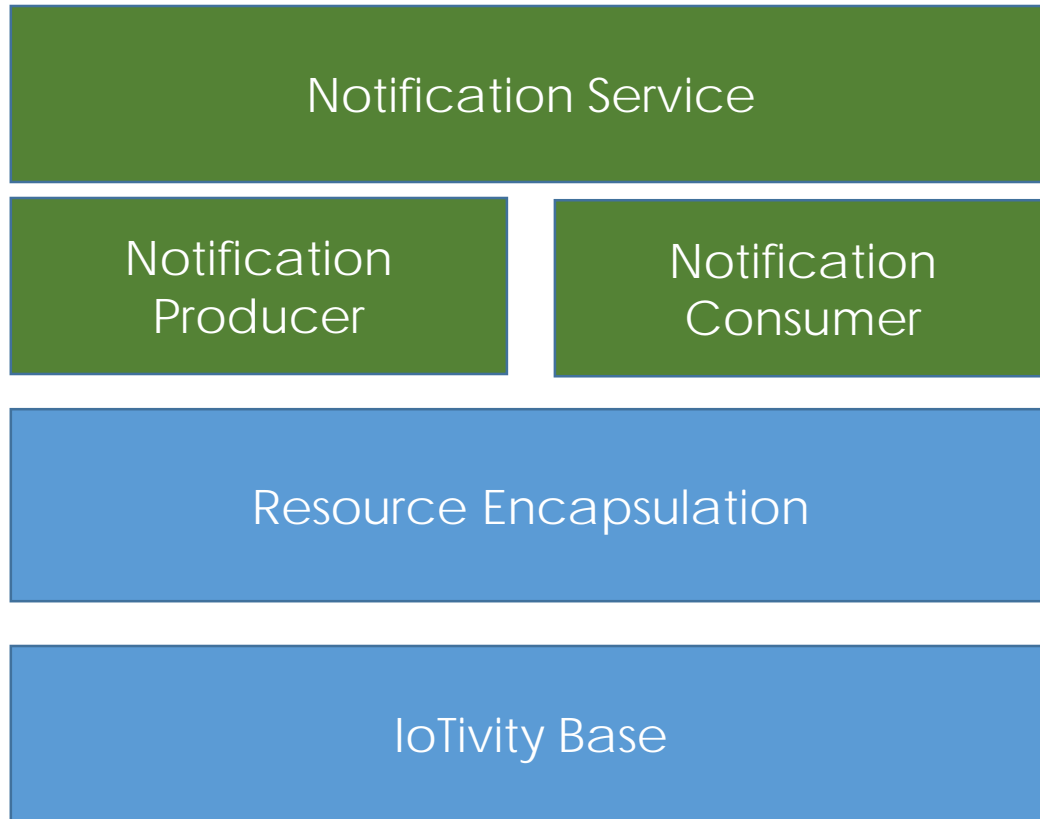 Notification Service
Notification
Producer
Notification
Consumer
Resource Encapsulation
IoTivity Base